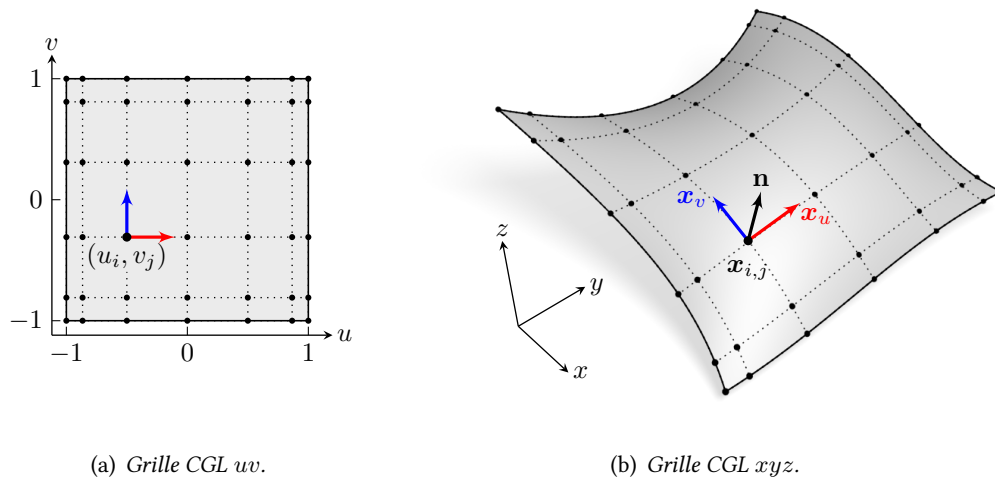 v
1
0
−1
(u_i, v_j)
−1
0
1
u
z
y
x
x_v
n
x_u
x_{i,j}
(a) Grille CGL uv.
(b) Grille CGL xyz.